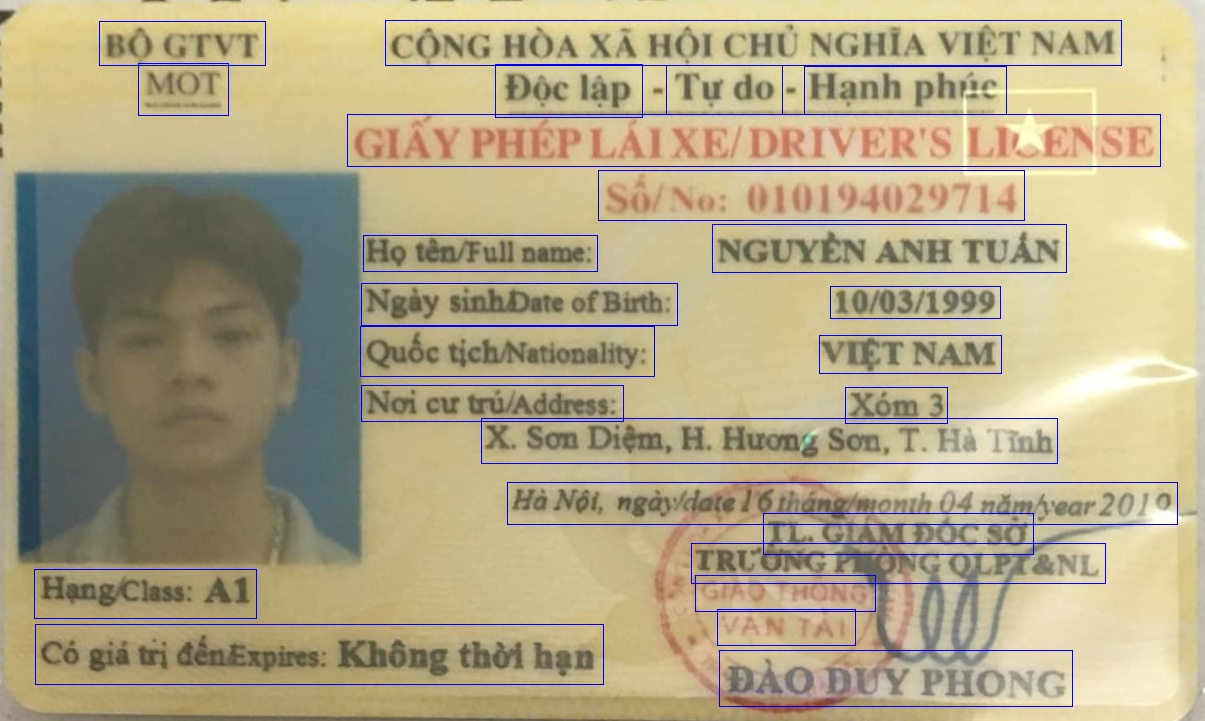 BỘ GTVT
MOT
CỘNG HÒA XÃ HỘI CHỦ NGHĨA VIỆT NAM
Độc lập - Tự do - Hạnh phúc
GIẤY PHÉP LÁI XE/ DRIVER'S LICENSE
Số/ No: 010194029714
Họ tên/Full name: NGUYỄN ANH TUẤN
Ngày sinh/Date of Birth: 10/03/1999
Quốc tịch/Nationality: VIỆT NAM
Nơi cư trú/Address: Xóm 3
X. Sơn Diệm, H. Hương Sơn, T. Hà Tĩnh
Hà Nội, ngày/date 16 tháng/month 04 năm/year 2019
TL. GIÁM ĐỐC SỞ
TRƯỞNG PHÒNG QLPT&NL
GIAO THÔNG
VẬN TẢI
ĐÀO DUY PHONG
Hạng/Class: A1
Có giá trị đến/Expires: Không thời hạn